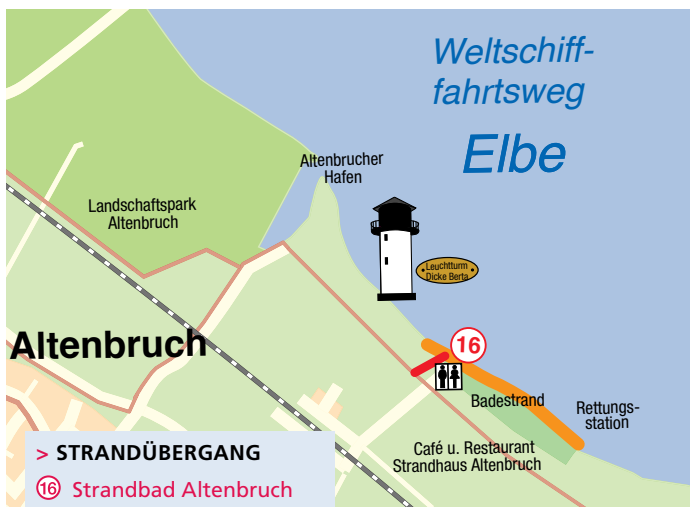 Weltschiff-
fahrtsweg
Elbe
Altenbrucher
Hafen
Landschaftspark
Altenbruch
Leuchtturm
Dicke Berta
Altenbruch
16
Badestrand
Rettungs-
station
Café u. Restaurant
Strandhaus Altenbruch
> STRANDÜBERGANG
16 Strandbad Altenbruch